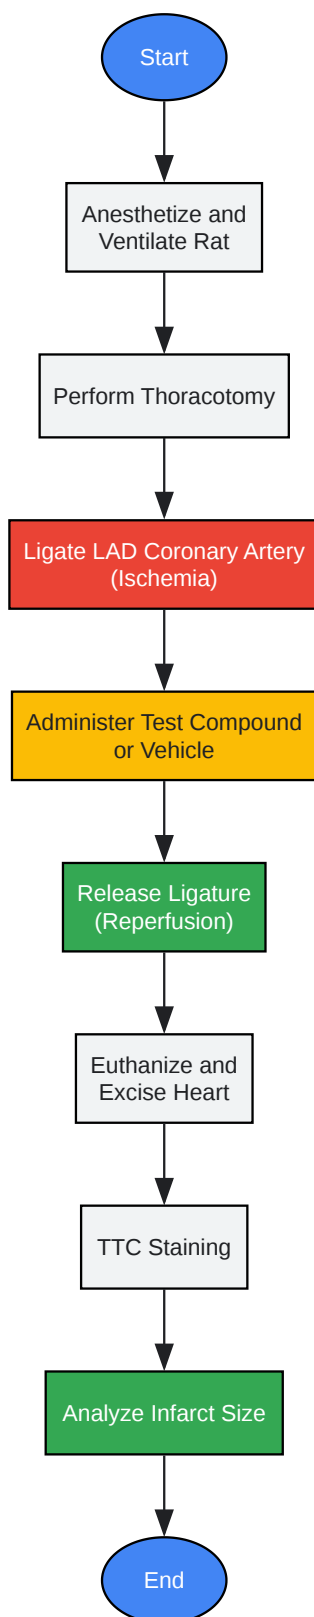 Start
Anesthetize and
Ventilate Rat
Perform Thoracotomy
Ligate LAD Coronary Artery
(Ischemia)
Administer Test Compound
or Vehicle
Release Ligature
(Reperfusion)
Euthanize and
Excise Heart
TTC Staining
Analyze Infarct Size
End